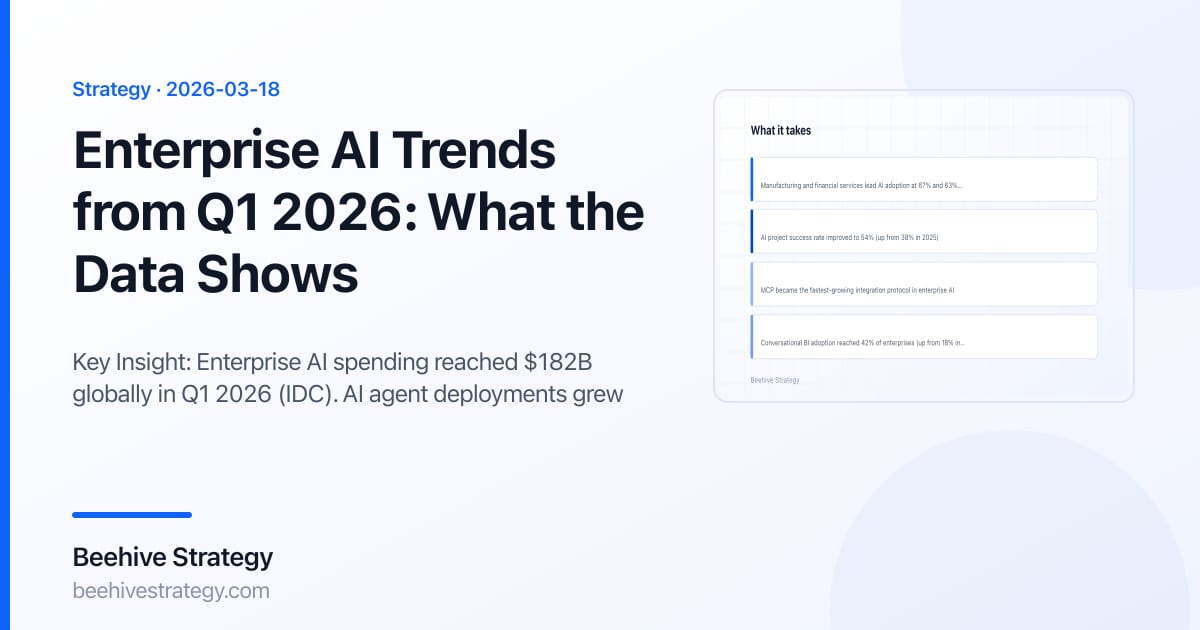 Strategy · 2026-03-18
Enterprise AI Trends
from Q1 2026: What the
Data Shows
Key Insight: Enterprise AI spending reached $182B
globally in Q1 2026 (IDC). AI agent deployments grew
Beehive Strategy
beehivestrategy.com
What it takes
Manufacturing and financial services lead AI adoption at 67% and 63%...
AI project success rate improved to 54% (up from 38% in 2025)
MCP became the fastest-growing integration protocol in enterprise AI
Conversational BI adoption reached 42% of enterprises (up from 18% in...
Beehive Strategy